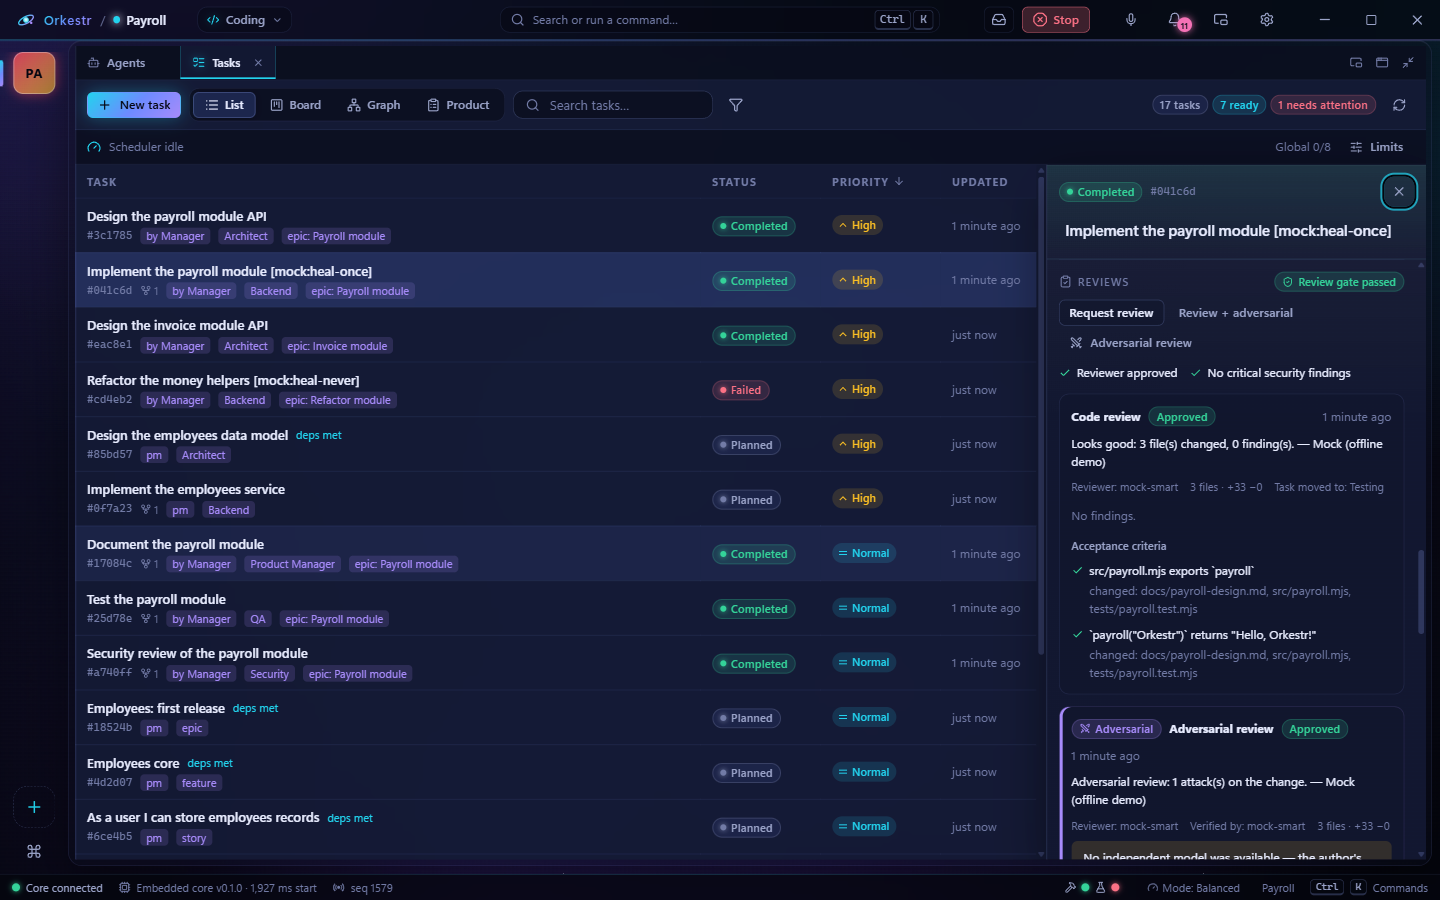 Orkestr / Payroll
Coding
Search or run a command...
Ctrl K
Stop
11
PA
Agents
Tasks
New task
List
Board
Graph
Product
Search tasks...
17 tasks
7 ready
1 needs attention
Scheduler idle
Global 0/8
Limits
TASK STATUS PRIORITY UPDATED
Design the payroll module API
#3c1785 by Manager Architect epic: Payroll module
Completed High 1 minute ago
Implement the payroll module [mock:heal-once]
#041c6d 1 by Manager Backend epic: Payroll module
Completed High 1 minute ago
Design the invoice module API
#eac8e1 by Manager Architect epic: Invoice module
Completed High just now
Refactor the money helpers [mock:heal-never]
#cd4eb2 by Manager Backend epic: Refactor module
Failed High just now
Design the employees data model deps met
#85bd57 pm Architect
Planned High just now
Implement the employees service
#0f7a23 1 pm Backend
Planned High just now
Document the payroll module
#17084c 1 by Manager Product Manager epic: Payroll module
Completed Normal 1 minute ago
Test the payroll module
#25d78e 1 by Manager QA epic: Payroll module
Completed Normal 1 minute ago
Security review of the payroll module
#a740ff 1 by Manager Security epic: Payroll module
Completed Normal 1 minute ago
Employees: first release deps met
#18524b pm epic
Planned Normal just now
Employees core deps met
#4d2d07 pm feature
Planned Normal just now
As a user I can store employees records deps met
#6ce4b5 pm story
Planned Normal just now
Completed #041c6d
Implement the payroll module [mock:heal-once]
REVIEWS
Review gate passed
Request review
Review + adversarial
Adversarial review
Reviewer approved
No critical security findings
Code review Approved 1 minute ago
Looks good: 3 file(s) changed, 0 finding(s). — Mock (offline
demo)
Reviewer: mock-smart 3 files · +33 −0 Task moved to: Testing
No findings.
Acceptance criteria
src/payroll.mjs exports `payroll`
changed: docs/payroll-design.md, src/payroll.mjs,
tests/payroll.test.mjs
`payroll("Orkestr")` returns "Hello, Orkestr!"
changed: docs/payroll-design.md, src/payroll.mjs,
tests/payroll.test.mjs
Adversarial Adversarial review Approved
1 minute ago
Adversarial review: 1 attack(s) on the change. — Mock
(offline demo)
Reviewer: mock-smart Verified by: mock-smart 3 files · +33 −0
No independent model was available — the author's
Core connected
Embedded core v0.1.0 · 1,927 ms start
seq 1579
Mode: Balanced
Payroll
Ctrl K Commands